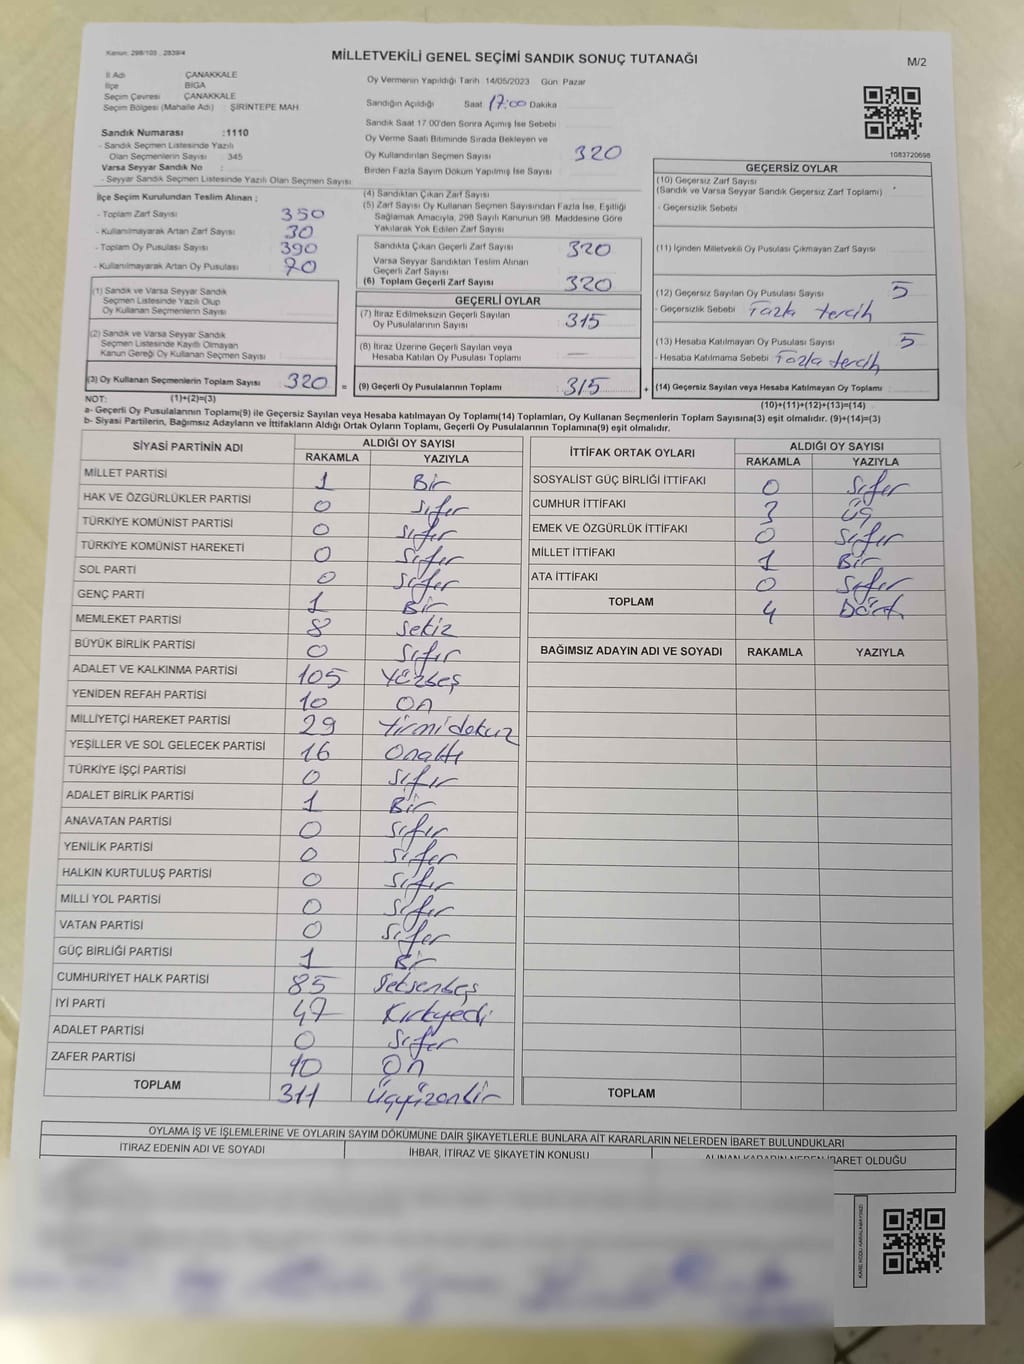 Kanun: 298/103 , 2839/4
MİLLETVEKİLİ GENEL SEÇİMİ SANDIK SONUÇ TUTANAĞI
M/2
İl Adı ÇANAKKALE
İlçe BİGA
Seçim Çevresi ÇANAKKALE
Seçim Bölgesi (Mahalle Adı) : ŞİRİNTEPE MAH.
Sandık Numarası :1110
- Sandık Seçmen Listesinde Yazılı
Olan Seçmenlerin Sayısı : 345
Varsa Seyyar Sandık No :
- Seyyar Sandık Seçmen Listesinde Yazılı Olan Seçmen Sayısı
Oy Vermenin Yapıldığı Tarih 14/05/2023 Gün: Pazar
Sandığın Açıldığı Saat 17:00 Dakika
Sandık Saat 17.00'den Sonra Açılmış İse Sebebi
Oy Verme Saati Bitiminde Sırada Bekleyen ve
Oy Kullandırılan Seçmen Sayısı 320
Birden Fazla Sayım Döküm Yapılmış İse Sayısı
1083720698
İlçe Seçim Kurulundan Teslim Alınan ;
- Toplam Zarf Sayısı 350
- Kullanılmayarak Artan Zarf Sayısı 30
- Toplam Oy Pusulası Sayısı 390
- Kullanılmayarak Artan Oy Pusulası 70
(1) Sandık ve Varsa Seyyar Sandık
Seçmen Listesinde Yazılı Olup
Oy Kullanan Seçmenlerin Sayısı
(2) Sandık ve Varsa Seyyar Sandık
Seçmen Listesinde Kayıtlı Olmayan
Kanun Gereği Oy Kullanan Seçmen Sayısı
(3) Oy Kullanan Seçmenlerin Toplam Sayısı 320 =
(4) Sandıktan Çıkan Zarf Sayısı
(5) Zarf Sayısı Oy Kullanan Seçmen Sayısından Fazla İse, Eşitliği
Sağlamak Amacıyla, 298 Sayılı Kanunun 98. Maddesine Göre
Yakılarak Yok Edilen Zarf Sayısı
Sandıkta Çıkan Geçerli Zarf Sayısı 320
Varsa Seyyar Sandıktan Teslim Alınan
Geçerli Zarf Sayısı
(6) Toplam Geçerli Zarf Sayısı 320
GEÇERLİ OYLAR
(7) İtiraz Edilmeksizin Geçerli Sayılan
Oy Pusulalarının Sayısı 315
(8) İtiraz Üzerine Geçerli Sayılan veya
Hesaba Katılan Oy Pusulası Toplamı —
(9) Geçerli Oy Pusulalarının Toplamı 315 +
GEÇERSİZ OYLAR
(10) Geçersiz Zarf Sayısı
(Sandık ve Varsa Seyyar Sandık Geçersiz Zarf Toplamı)
- Geçersizlik Sebebi
(11) İçinden Milletvekili Oy Pusulası Çıkmayan Zarf Sayısı
(12) Geçersiz Sayılan Oy Pusulası Sayısı 5
- Geçersizlik Sebebi Fazla tercih
(13) Hesaba Katılmayan Oy Pusulası Sayısı 5
- Hesaba Katılmama Sebebi Fazla tercih
(14) Geçersiz Sayılan veya Hesaba Katılmayan Oy Toplamı
NOT: (1)+(2)=(3) (10)+(11)+(12)+(13)=(14)
a- Geçerli Oy Pusulalarının Toplamı(9) ile Geçersiz Sayılan veya Hesaba katılmayan Oy Toplamı(14) Toplamları, Oy Kullanan Seçmenlerin Toplam Sayısına(3) eşit olmalıdır. (9)+(14)=(3)
b- Siyasi Partilerin, Bağımsız Adayların ve İttifakların Aldığı Ortak Oyların Toplamı, Geçerli Oy Pusulalarının Toplamına(9) eşit olmalıdır.
SİYASİ PARTİNİN ADI ALDIĞI OY SAYISI
RAKAMLA YAZIYLA
MİLLET PARTİSİ 1 Bir
HAK VE ÖZGÜRLÜKLER PARTİSİ 0 Sıfır
TÜRKİYE KOMÜNİST PARTİSİ 0 Sıfır
TÜRKİYE KOMÜNİST HAREKETİ 0 Sıfır
SOL PARTİ 0 Sıfır
GENÇ PARTİ 1 Bir
MEMLEKET PARTİSİ 8 Sekiz
BÜYÜK BİRLİK PARTİSİ 0 Sıfır
ADALET VE KALKINMA PARTİSİ 105 Yüzbeş
YENİDEN REFAH PARTİSİ 10 On
MİLLİYETÇİ HAREKET PARTİSİ 29 Yirmidokuz
YEŞİLLER VE SOL GELECEK PARTİSİ 16 Onaltı
TÜRKİYE İŞÇİ PARTİSİ 0 Sıfır
ADALET BİRLİK PARTİSİ 1 Bir
ANAVATAN PARTİSİ 0 Sıfır
YENİLİK PARTİSİ 0 Sıfır
HALKIN KURTULUŞ PARTİSİ 0 Sıfır
MİLLİ YOL PARTİSİ 0 Sıfır
VATAN PARTİSİ 0 Sıfır
GÜÇ BİRLİĞİ PARTİSİ 1 Bir
CUMHURİYET HALK PARTİSİ 85 Seksenbeş
İYİ PARTİ 47 Kırkyedi
ADALET PARTİSİ 0 Sıfır
ZAFER PARTİSİ 10 On
TOPLAM 311 Üçyüzonbir
İTTİFAK ORTAK OYLARI ALDIĞI OY SAYISI
RAKAMLA YAZIYLA
SOSYALİST GÜÇ BİRLİĞİ İTTİFAKI 0 Sıfır
CUMHUR İTTİFAKI 3 Üç
EMEK VE ÖZGÜRLÜK İTTİFAKI 0 Sıfır
MİLLET İTTİFAKI 1 Bir
ATA İTTİFAKI 0 Sıfır
TOPLAM 4 Dört
BAĞIMSIZ ADAYIN ADI VE SOYADI RAKAMLA YAZIYLA
TOPLAM
OYLAMA İŞ VE İŞLEMLERİNE VE OYLARIN SAYIM DÖKÜMÜNE DAİR ŞİKAYETLERLE BUNLARA AİT KARARLARIN NELERDEN İBARET BULUNDUKLARI
İTİRAZ EDENİN ADI VE SOYADI İHBAR, İTİRAZ VE ŞİKAYETİN KONUSU ALINAN KARARIN NEDEN İBARET OLDUĞU